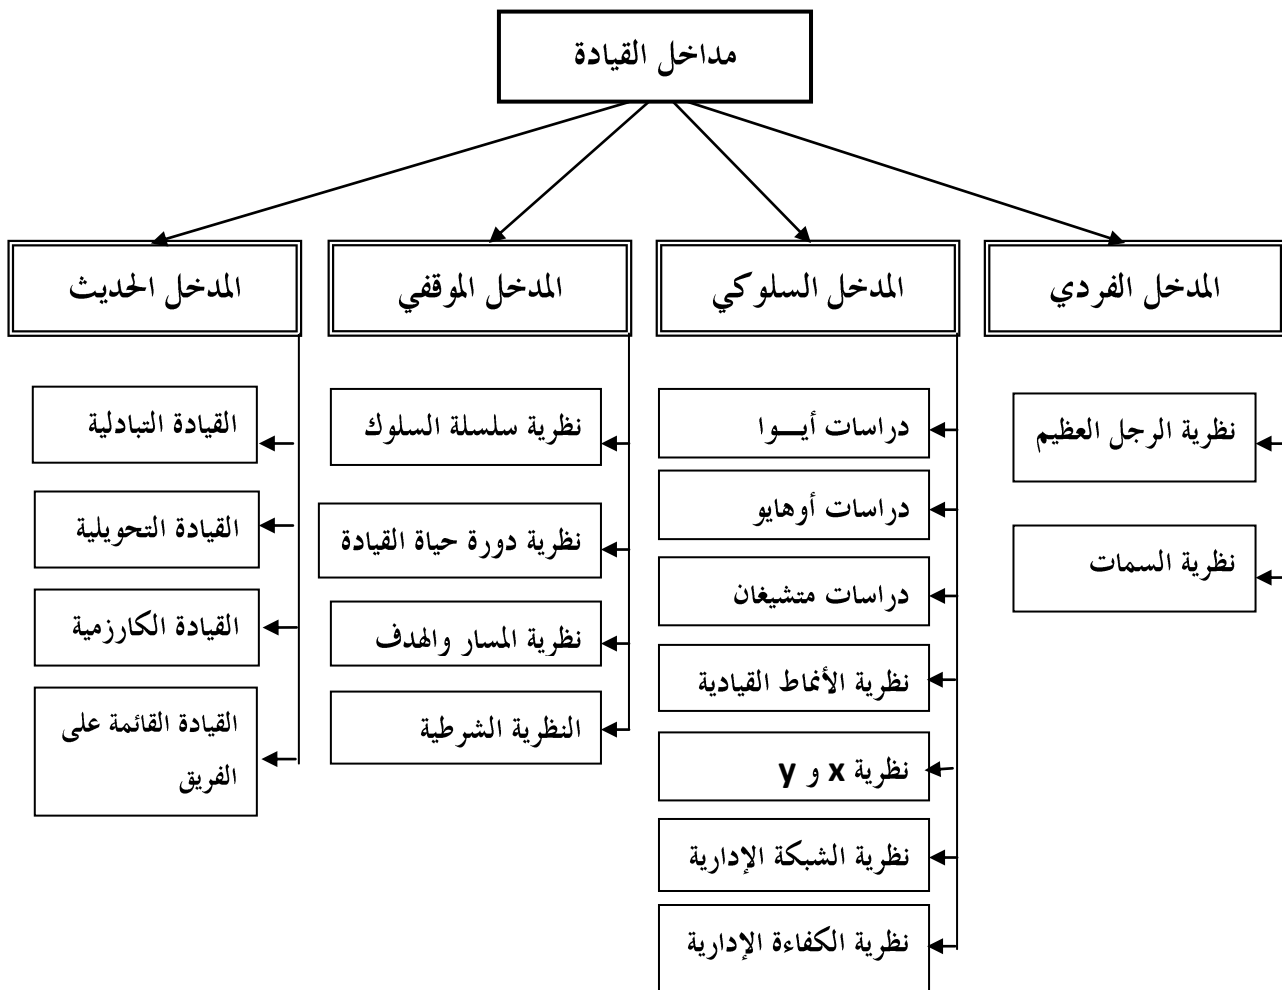 مداخل القيادة
المدخل الفردي
المدخل السلوكي
المدخل الموقفي
المدخل الحديث
نظرية الرجل العظيم
نظرية السمات
دراسات أيــوا
دراسات أوهايو
دراسات متشيغان
نظرية الأنماط القيادية
نظرية x و y
نظرية الشبكة الإدارية
نظرية الكفاءة الإدارية
نظرية سلسلة السلوك
نظرية دورة حياة القيادة
نظرية المسار والهدف
النظرية الشرطية
القيادة التبادلية
القيادة التحويلية
القيادة الكارزمية
القيادة القائمة على
الفريق